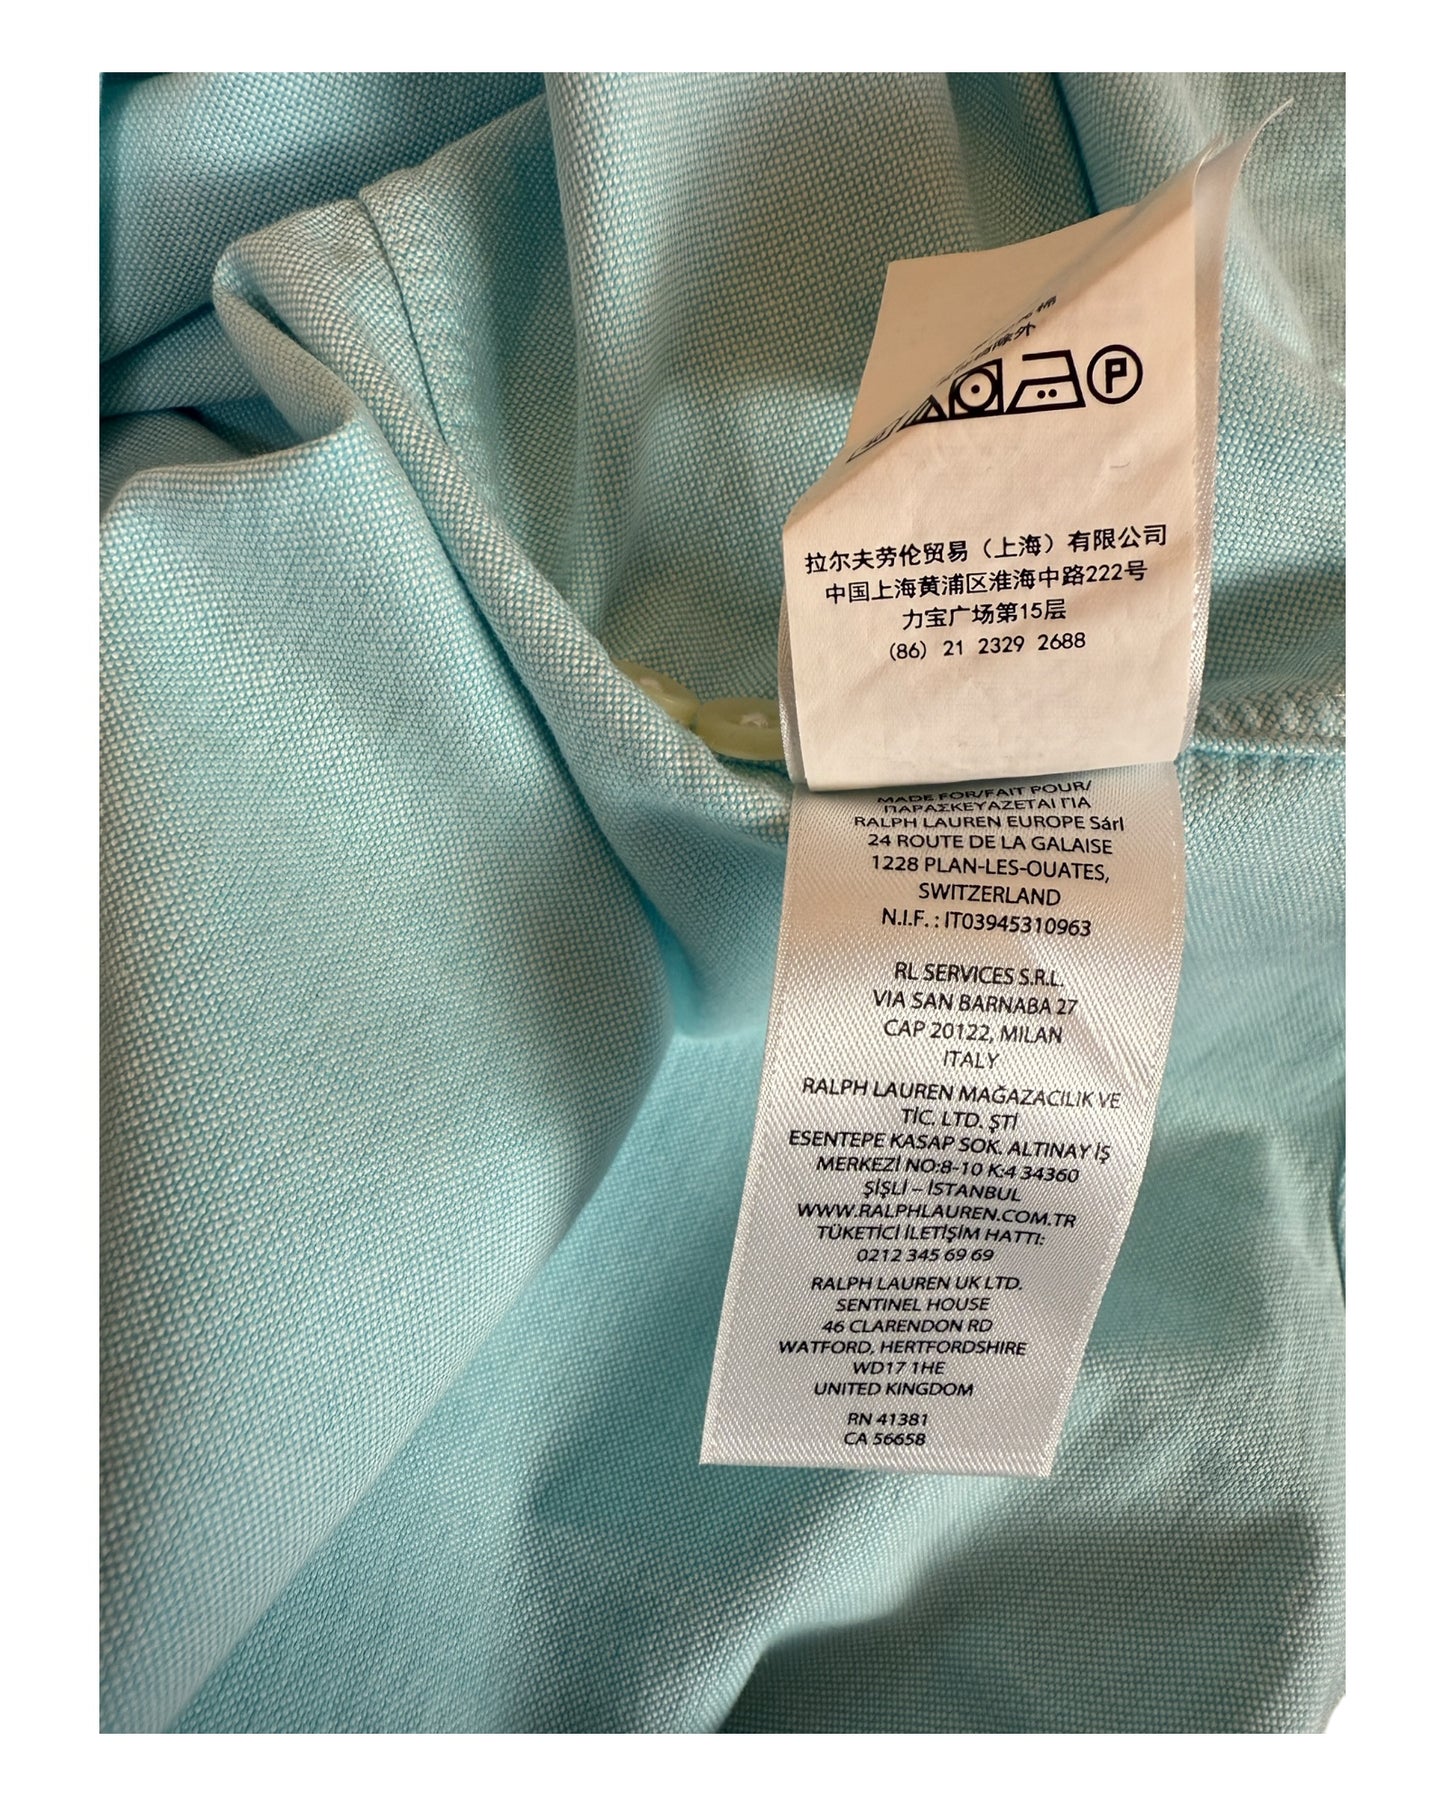 除外
P
拉尔夫劳伦贸易（上海）有限公司
中国上海黄浦区淮海中路222号
力宝广场第15层
(86) 21 2329 2688
MADE FOR/FAIT POUR/
ΠΑΡΑΣΚΕΥΑΖΕΤΑΙ ΓΙΑ
RALPH LAUREN EUROPE Sárl
24 ROUTE DE LA GALAISE
1228 PLAN-LES-OUATES,
SWITZERLAND
N.I.F. : IT03945310963
RL SERVICES S.R.L.
VIA SAN BARNABA 27
CAP 20122, MILAN
ITALY
RALPH LAUREN MAĞAZACILIK VE
TİC. LTD. ŞTİ
ESENTEPE KASAP SOK. ALTINAY İŞ
MERKEZİ NO:8-10 K:4 34360
ŞİŞLİ – İSTANBUL
WWW.RALPHLAUREN.COM.TR
TÜKETİCİ İLETİŞİM HATTI:
0212 345 69 69
RALPH LAUREN UK LTD.
SENTINEL HOUSE
46 CLARENDON RD
WATFORD, HERTFORDSHIRE
WD17 1HE
UNITED KINGDOM
RN 41381
CA 56658